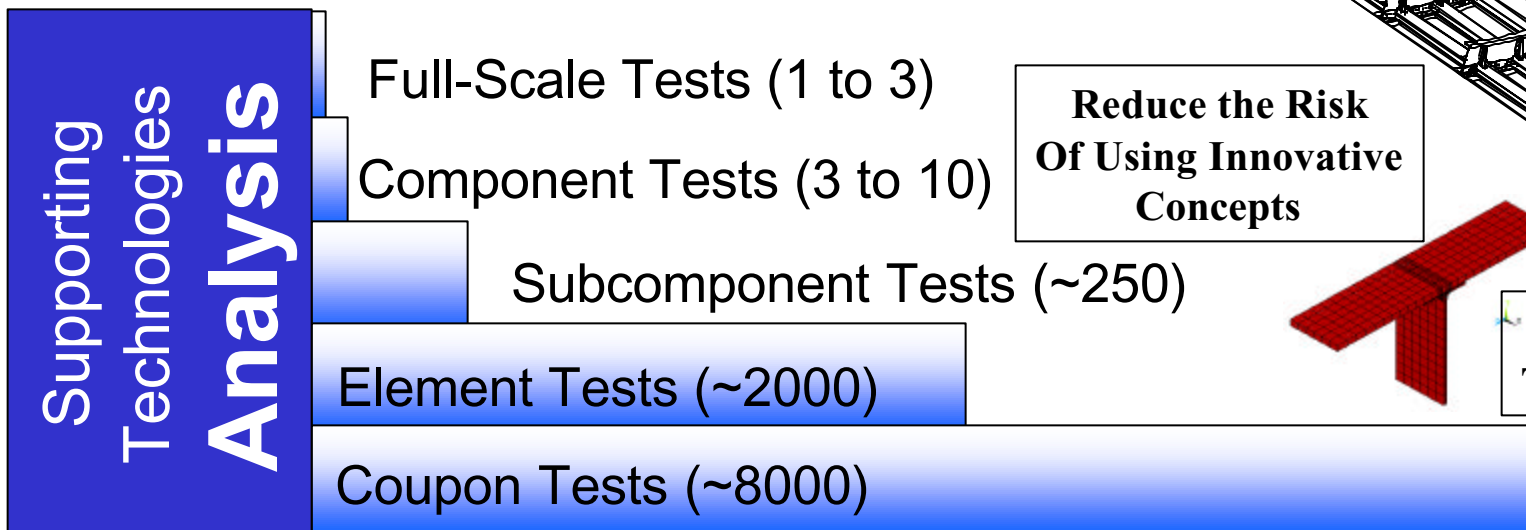 Supporting
Technologies
Analysis
Full-Scale Tests (1 to 3)
Component Tests (3 to 10)
Subcomponent Tests (~250)
Element Tests (~2000)
Coupon Tests (~8000)
Reduce the Risk
Of Using Innovative
Concepts